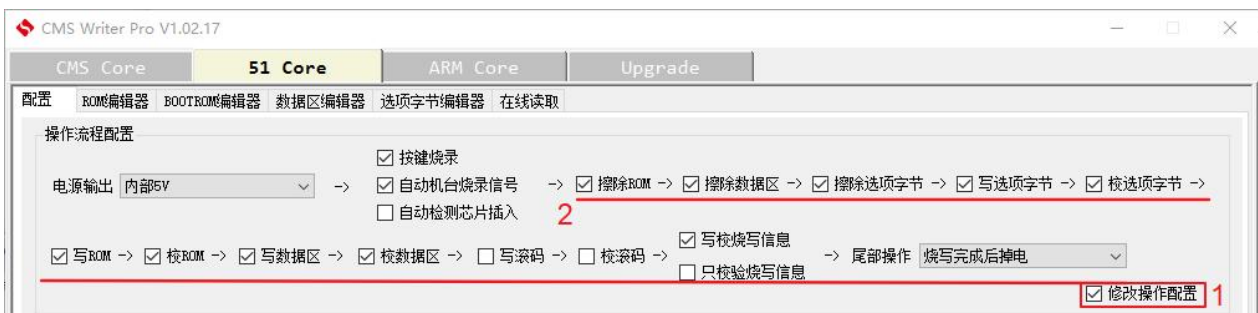 CMS Writer Pro V1.02.17
CMS Core 51 Core ARM Core Upgrade
配置 ROM编辑器 BOOTROM编辑器 数据区编辑器 选项字节编辑器 在线读取
操作流程配置
按键烧录
电源输出 内部5V -> 自动机台烧录信号 -> 擦除ROM -> 擦除数据区 -> 擦除选项字节 -> 写选项字节 -> 校选项字节 ->
自动检测芯片插入 2
写校烧写信息
写ROM -> 校ROM -> 写数据区 -> 校数据区 -> 写滚码 -> 校滚码 -> -> 尾部操作 烧写完成后掉电
只校验烧写信息
修改操作配置 1